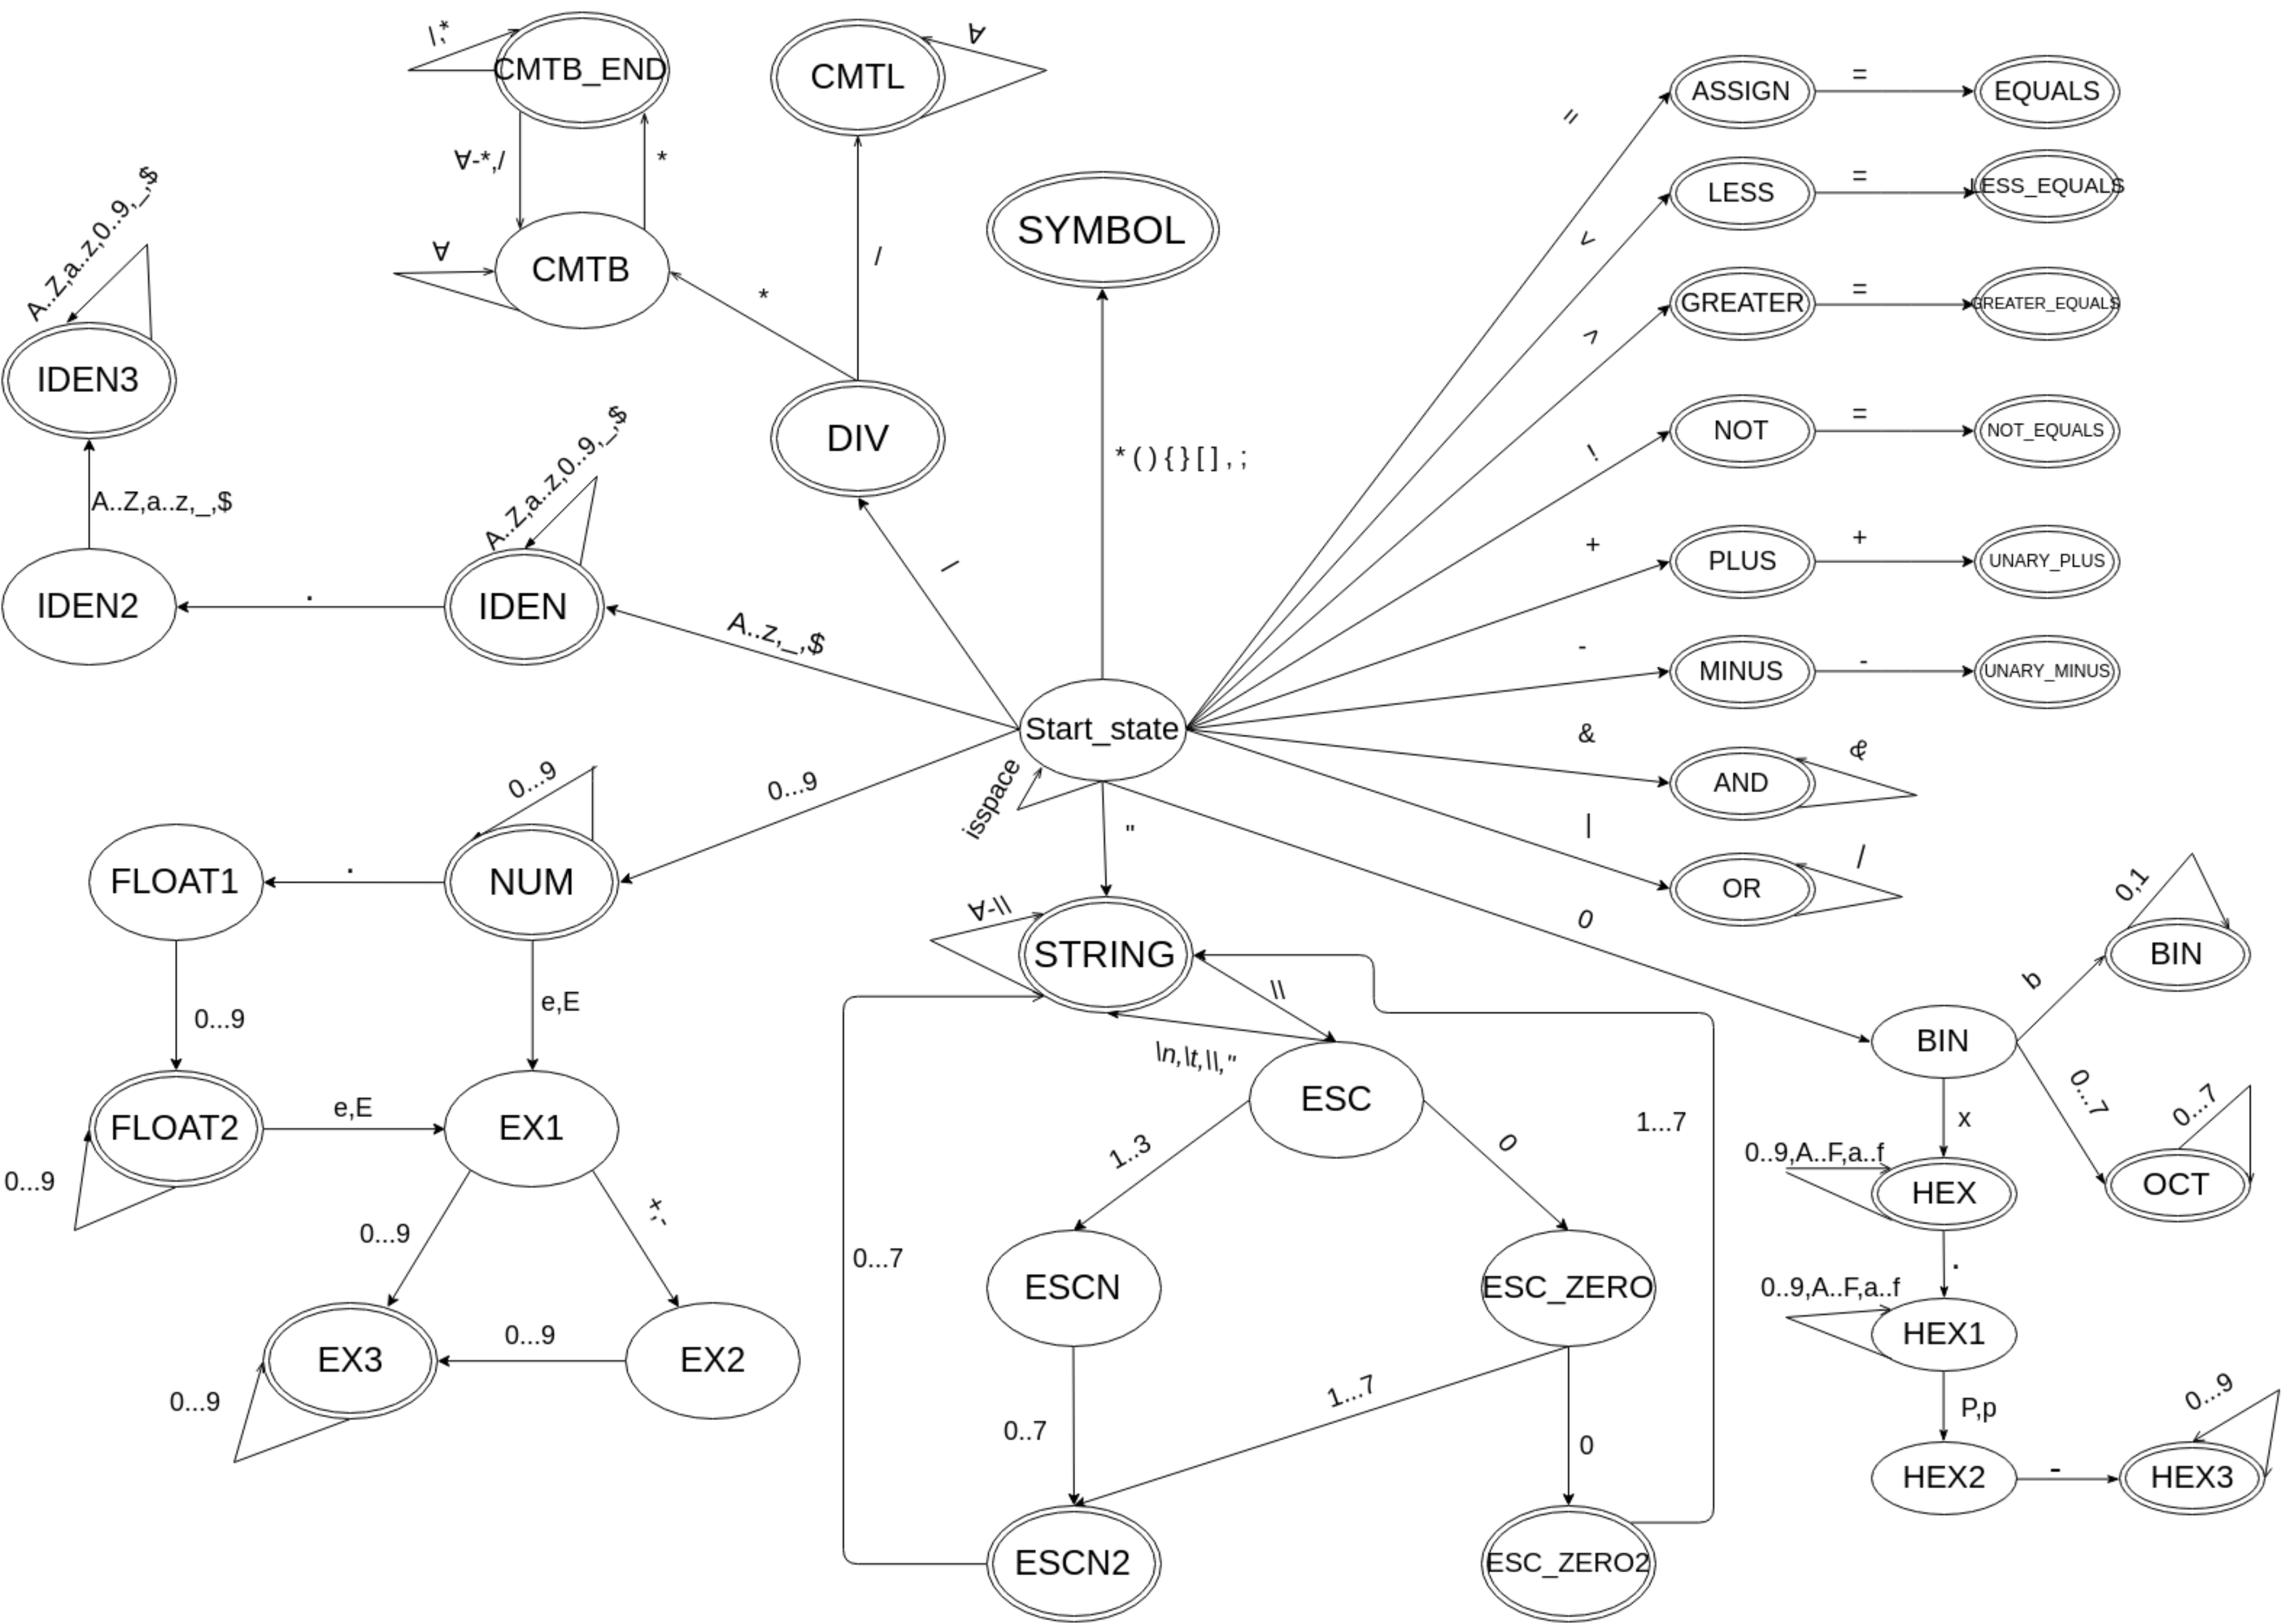 /,*
CMTB_END
∀-*,/
*
∀
CMTB
*
CMTL
∀
/
DIV
/
SYMBOL
* ( ) { } [ ] , ;
A..Z,a..z,0..9,_,$
IDEN3
A..Z,a..z,_,$
IDEN2
.
A..Z,a..z,0..9,_,$
IDEN
A..z,_,$
Start_state
isspace
=
ASSIGN
=
EQUALS
<
LESS
=
LESS_EQUALS
>
GREATER
=
GREATER_EQUALS
!
NOT
=
NOT_EQUALS
+
PLUS
+
UNARY_PLUS
-
MINUS
-
UNARY_MINUS
&
AND
&
|
OR
/
0...9
0...9
NUM
.
FLOAT1
0...9
e,E
FLOAT2
0...9
e,E
EX1
0...9
+,-
EX3
0...9
0...9
EX2
"
∀-\\
STRING
\\
\n,\t,\\,"
ESC
1..3
0
1...7
0...7
ESCN
ESC_ZERO
0..7
1...7
0
ESCN2
ESC_ZERO2
0
BIN
b
0,1
BIN
0...7
0...7
OCT
x
0..9,A..F,a..f
HEX
.
0..9,A..F,a..f
HEX1
P,p
HEX2
-
0...9
HEX3